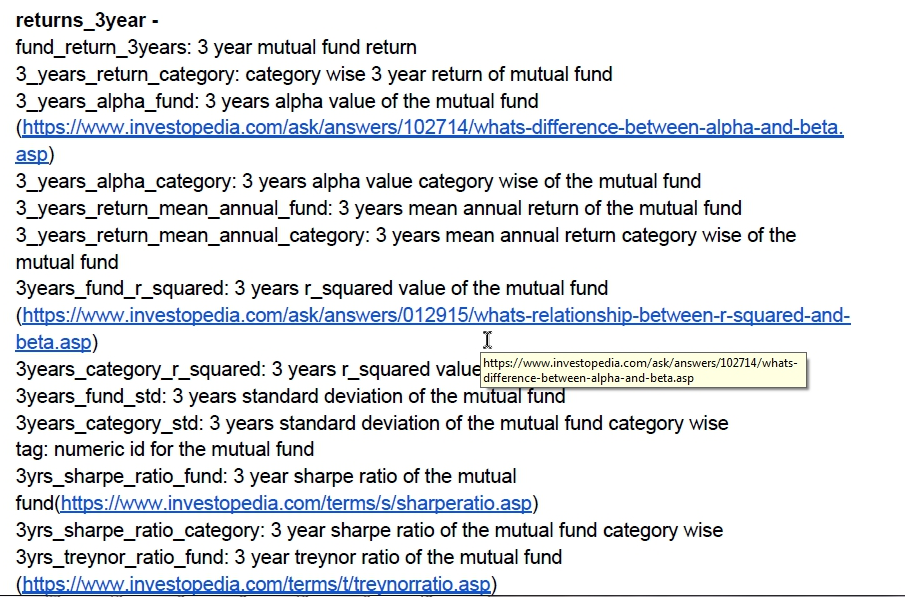 returns_3year -
fund_return_3years: 3 year mutual fund return
3_years_return_category: category wise 3 year return of mutual fund
3_years_alpha_fund: 3 years alpha value of the mutual fund
(https://www.investopedia.com/ask/answers/102714/whats-difference-between-alpha-and-beta.
asp)
3_years_alpha_category: 3 years alpha value category wise of the mutual fund
3_years_return_mean_annual_fund: 3 years mean annual return of the mutual fund
3_years_return_mean_annual_category: 3 years mean annual return category wise of the
mutual fund
3years_fund_r_squared: 3 years r_squared value of the mutual fund
(https://www.investopedia.com/ask/answers/012915/whats-relationship-between-r-squared-and-
beta.asp)
3years_category_r_squared: 3 years r_squared value
https://www.investopedia.com/ask/answers/102714/whats-
difference-between-alpha-and-beta.asp
3years_fund_std: 3 years standard deviation of the mutual fund
3years_category_std: 3 years standard deviation of the mutual fund category wise
tag: numeric id for the mutual fund
3yrs_sharpe_ratio_fund: 3 year sharpe ratio of the mutual
fund(https://www.investopedia.com/terms/s/sharperatio.asp)
3yrs_sharpe_ratio_category: 3 year sharpe ratio of the mutual fund category wise
3yrs_treynor_ratio_fund: 3 year treynor ratio of the mutual fund
(https://www.investopedia.com/terms/t/treynorratio.asp)